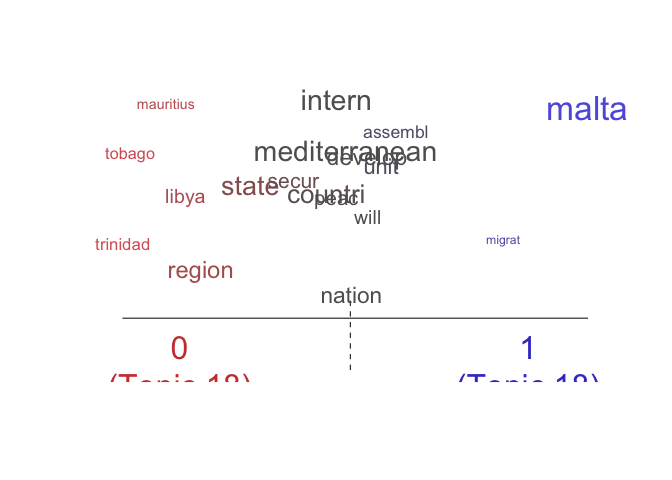 intern
mauritius
malta
assembl
tobago
mediterranean
develop
unit
secur
state
libya
countri
peac
will
trinidad
migrat
region
nation
0
1
(Topic 18)
(Topic 18)